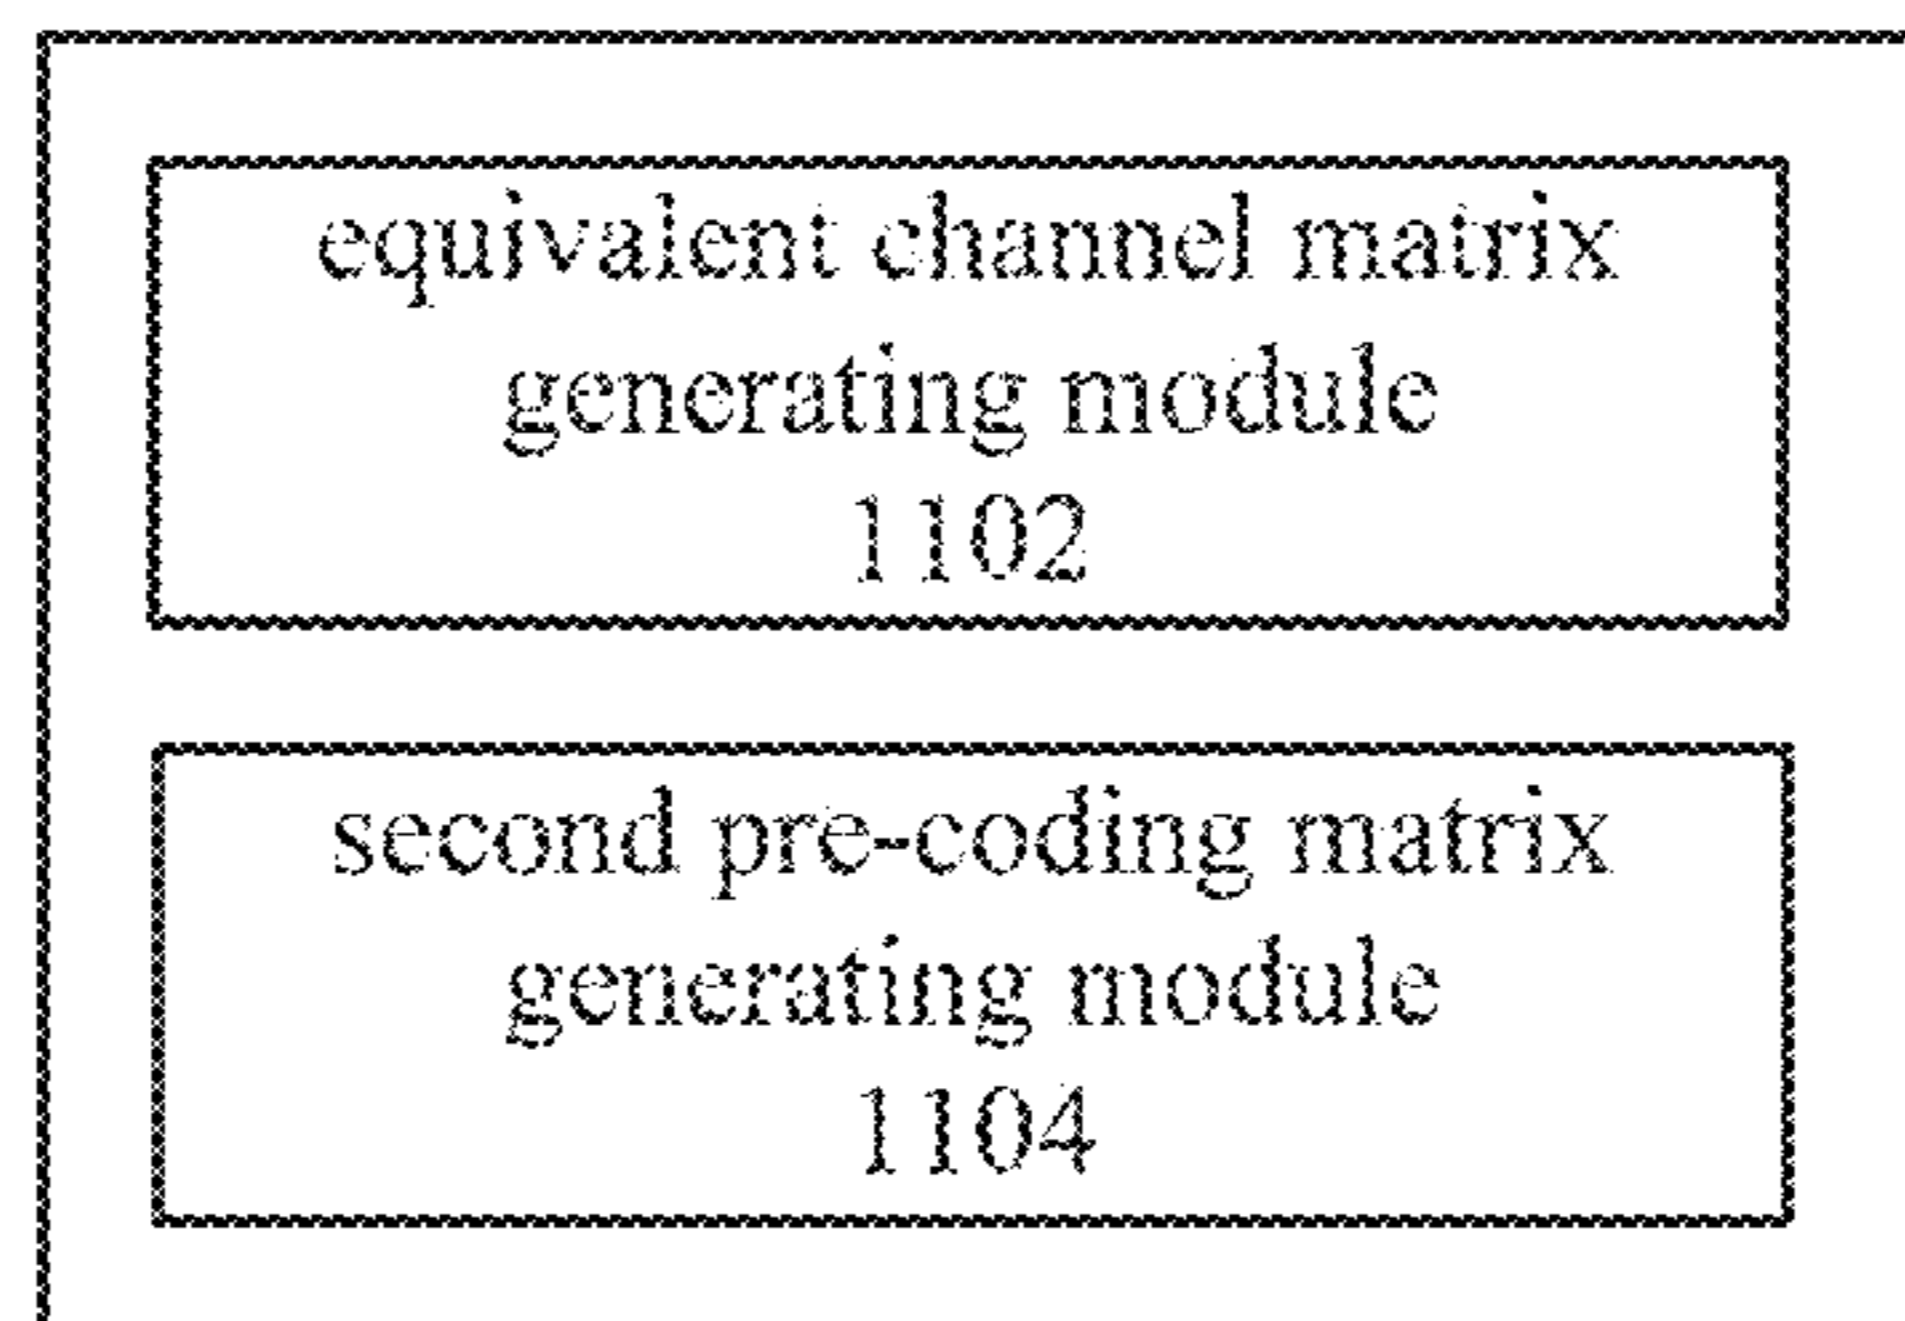 equivalent channel matrix
generating module
1102
second pre-coding matrix
generating module
1104